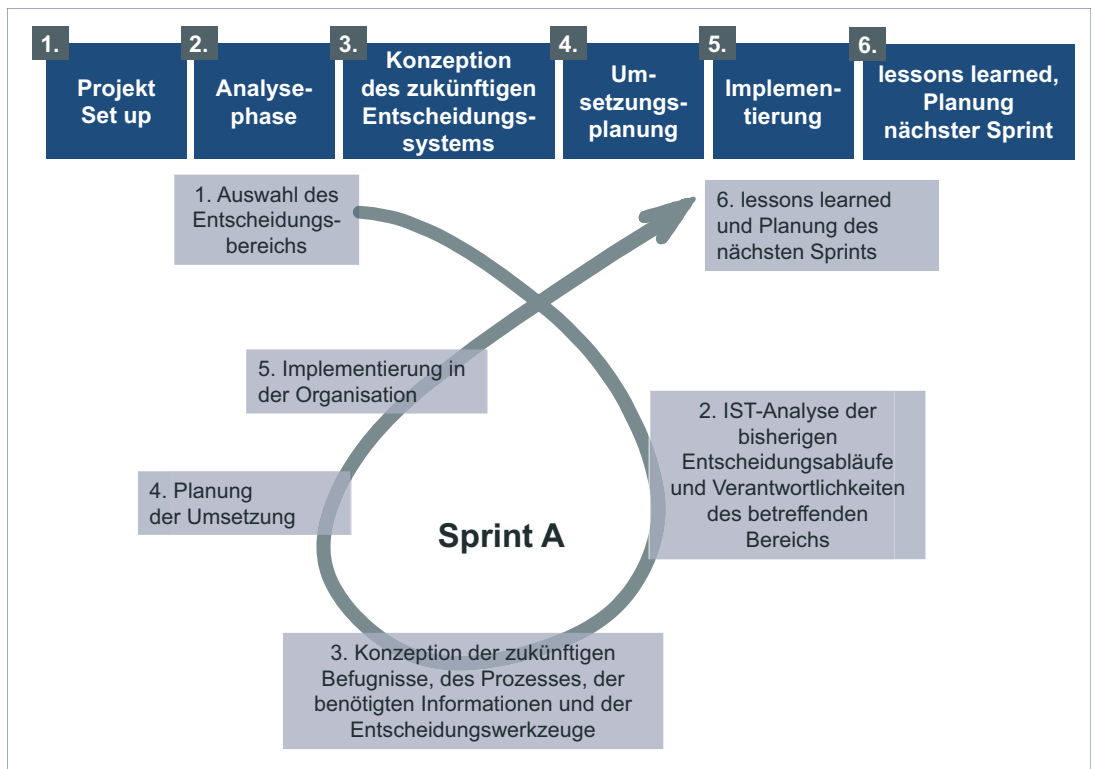 1.
Projekt
Set up
2.
Analyse-
phase
3.
Konzeption
des zukünftigen
Entscheidungs-
systems
4.
Um-
setzungs-
planung
5.
Implemen-
tierung
6.
lessons learned,
Planung
nächster Sprint
1. Auswahl des
Entscheidungs-
bereichs
6. lessons learned
und Planung des
nächsten Sprints
5. Implementierung in
der Organisation
2. IST-Analyse der
bisherigen
Entscheidungsabläufe
und Verantwortlichkeiten
des betreffenden
Bereichs
4. Planung
der Umsetzung
Sprint A
3. Konzeption der zukünftigen
Befugnisse, des Prozesses, der
benötigten Informationen und der
Entscheidungswerkzeuge